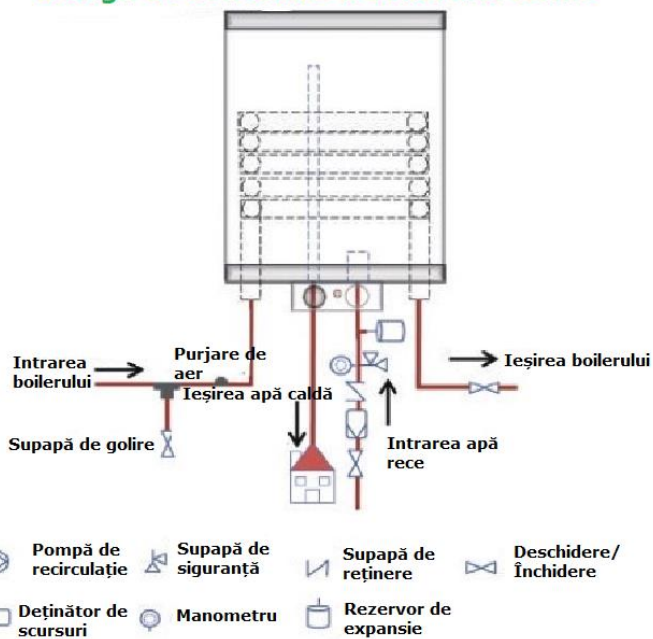 Intrarea
boilerului
Purjare de
aer
Ieșirea apă caldă
Ieșirea boilerului
Supapă de golire
Intrarea apă
rece
Pompă de
recirculație
Supapă de
siguranță
Supapă de
reținere
Deschidere/
Închidere
Deținător de
scursuri
Manometru
Rezervor de
expansie